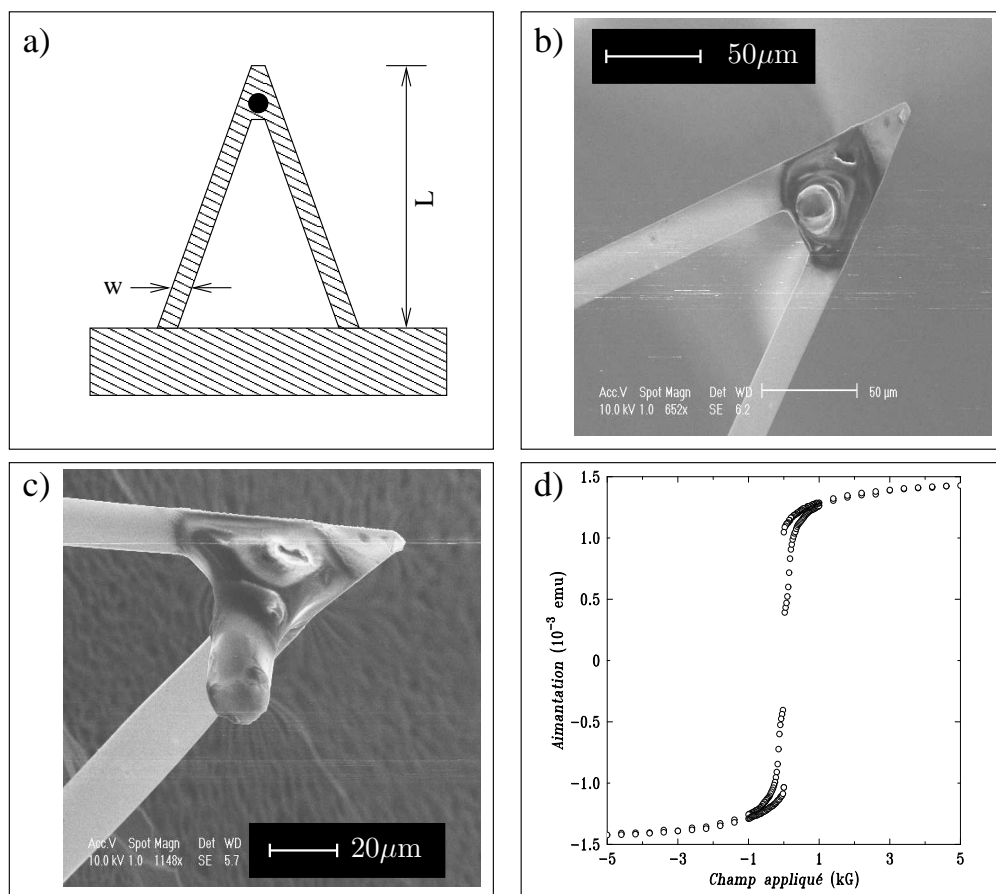 a)
L
w
b)
50μm
Acc.V Spot Magn Det WD
10.0 kV 1.0 652x SE 6.2
50 μm
c)
Acc.V Spot Magn Det WD
10.0 kV 1.0 1148x SE 5.7
20μm
d)
1.5
1.0
0.5
0
-0.5
-1.0
-1.5
Aimantation (10⁻³ emu)
-5 -3 -1 1 3 5
Champ appliqué (kG)